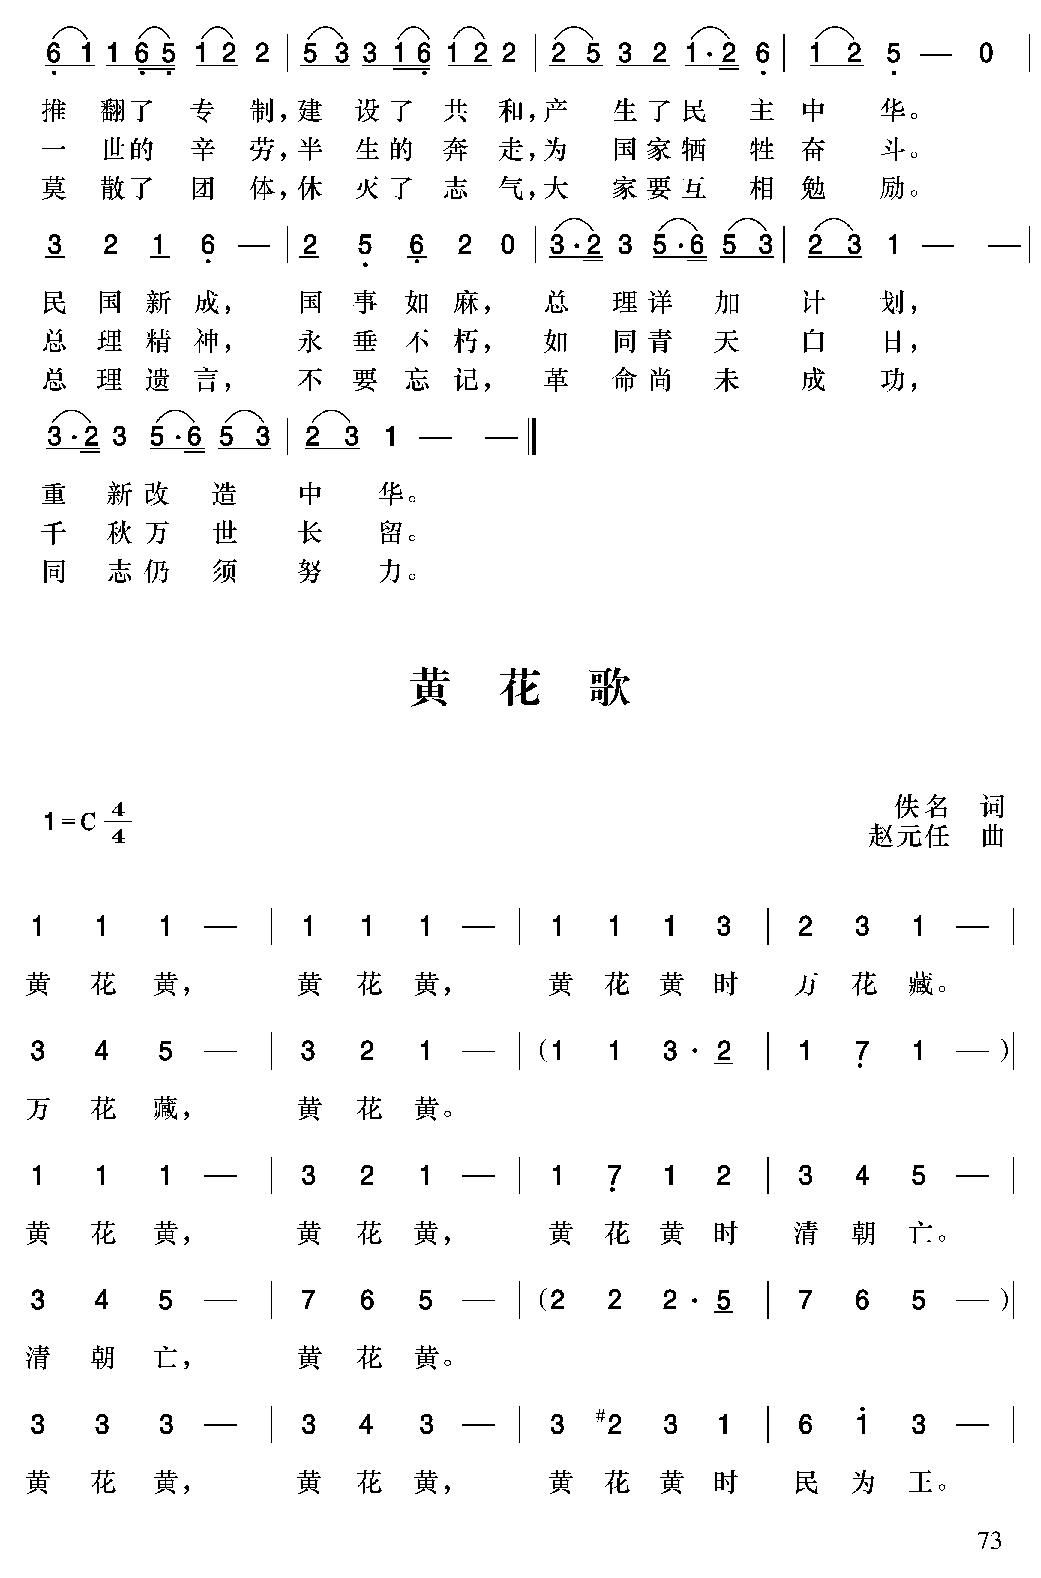 6 1 1 6 5 1 2 2 | 5 3 3 1 6 1 2 2 | 2 5 3 2 1·2 6 | 1 2 5 — 0 |
推 翻了 专 制,建 设了 共 和,产 生了民 主 中 华。
一 世的 辛 劳,半 生的 奔 走,为 国家牺 牲 奋 斗。
莫 散了 团 体,休 灭了 志 气,大 家要互 相 勉 励。
3 2 1 6 — | 2 5 6 2 0 | 3·2 3 5·6 5 3 | 2 3 1 — — |
民 国 新 成, 国 事 如 麻, 总 理详 加 计 划,
总 理 精 神, 永 垂 不 朽, 如 同青 天 白 日,
总 理 遗 言, 不 要 忘 记, 革 命尚 未 成 功,
3·2 3 5·6 5 3 | 2 3 1 — — ‖
重 新改 造 中 华。
千 秋万 世 长 留。
同 志仍 须 努 力。
黄 花 歌
1=C 4/4
佚名 词
赵元任 曲
1 1 1 — | 1 1 1 — | 1 1 1 3 | 2 3 1 — |
黄 花 黄, 黄 花 黄, 黄 花 黄 时 万 花 藏。
3 4 5 — | 3 2 1 — | (1 1 3·2 | 1 7 1 —) |
万 花 藏, 黄 花 黄。
1 1 1 — | 3 2 1 — | 1 7 1 2 | 3 4 5 — |
黄 花 黄, 黄 花 黄, 黄 花 黄 时 清 朝 亡。
3 4 5 — | 7 6 5 — | (2 2 2·5 | 7 6 5 —) |
清 朝 亡, 黄 花 黄。
3 3 3 — | 3 4 3 — | 3 #2 3 1 | 6 1 3 — |
黄 花 黄, 黄 花 黄, 黄 花 黄 时 民 为 王。
73